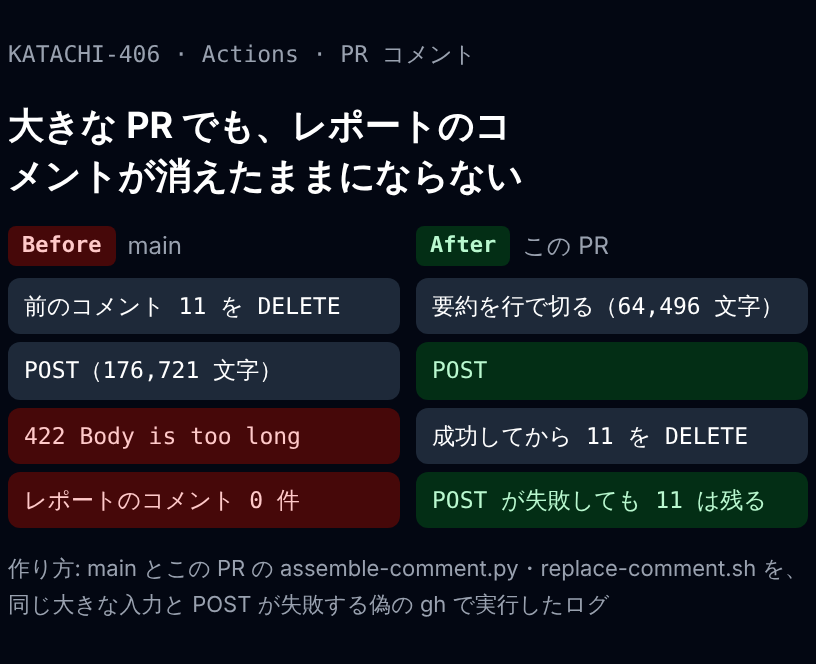 KATACHI-406 · Actions · PR コメント
大きな PR でも、レポートのコ
メントが消えたままにならない
Before main
前のコメント 11 を DELETE
POST（176,721 文字）
422 Body is too long
レポートのコメント 0 件
After この PR
要約を行で切る（64,496 文字）
POST
成功してから 11 を DELETE
POST が失敗しても 11 は残る
作り方: main とこの PR の assemble-comment.py・replace-comment.sh を、
同じ大きな入力と POST が失敗する偽の gh で実行したログ